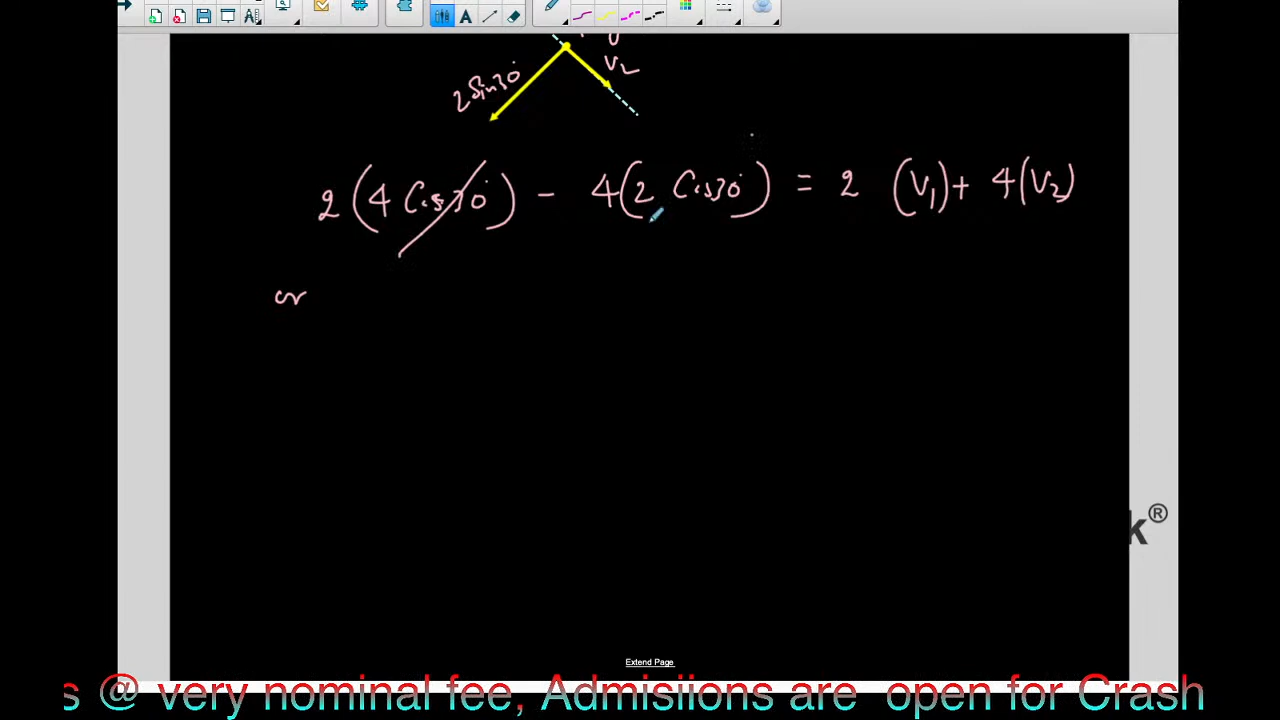 2 Sin30°
V2
2 (4 Cos30°) - 4(2 Cos30°) = 2 (V1) + 4(V2)
or
k®
Extend Page
s @ very nominal fee, Admisiions are open for Crash